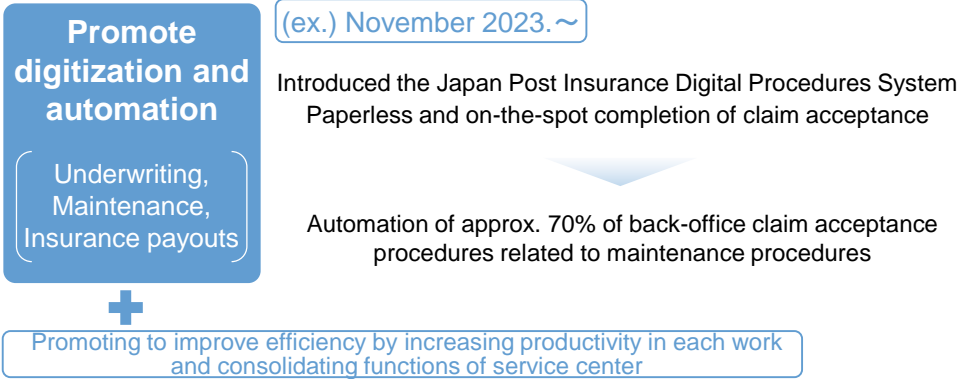 Promote
digitization and
automation
Underwriting,
Maintenance,
Insurance payouts
(ex.) November 2023.～
Introduced the Japan Post Insurance Digital Procedures System
Paperless and on-the-spot completion of claim acceptance
Automation of approx. 70% of back-office claim acceptance
procedures related to maintenance procedures
Promoting to improve efficiency by increasing productivity in each work
and consolidating functions of service center